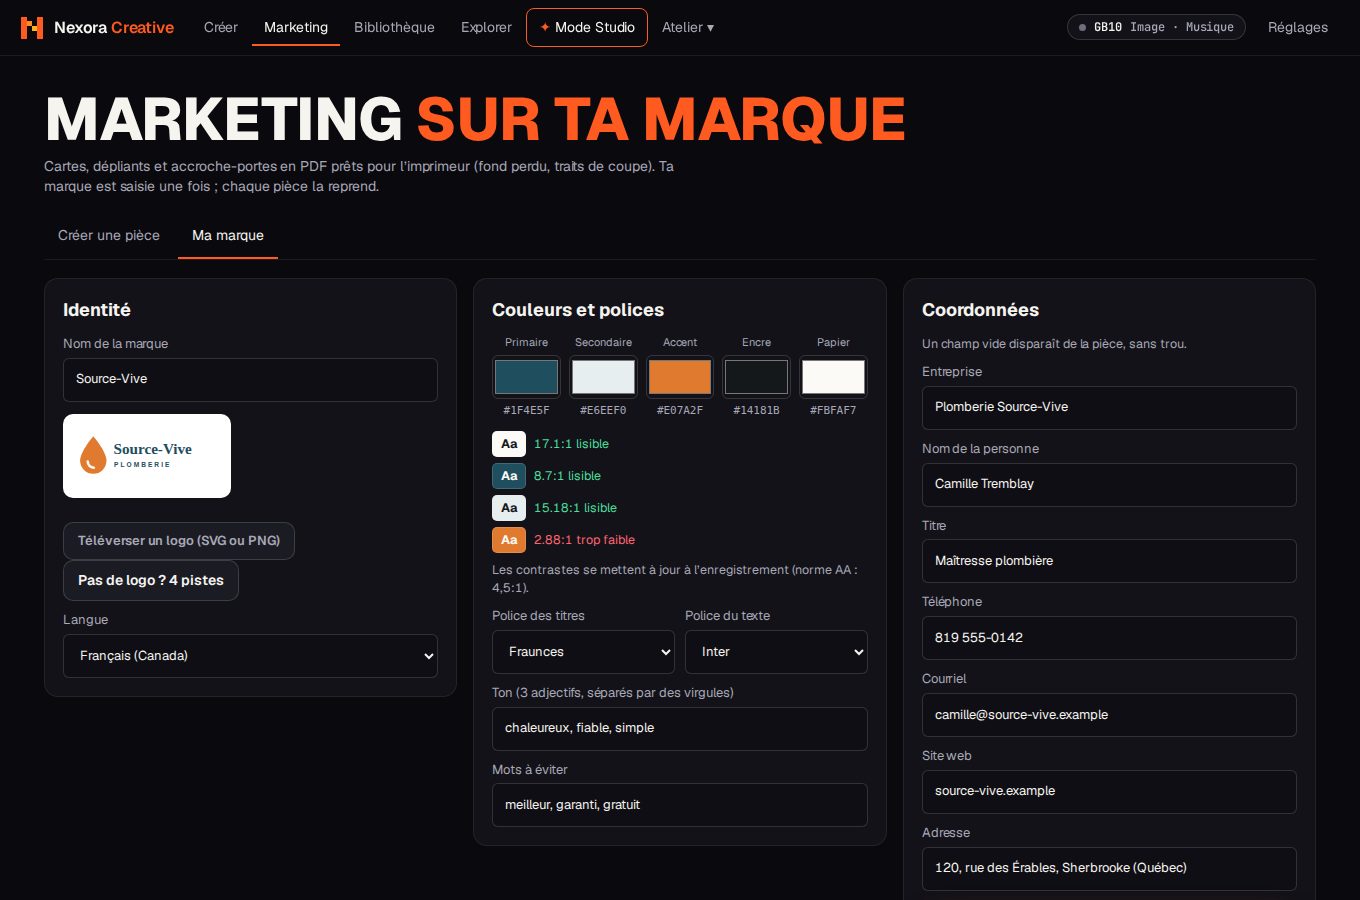 Nexora Creative
Créer
Marketing
Bibliothèque
Explorer
✦ Mode Studio
Atelier ▾
GB10 Image · Musique
Réglages
MARKETING SUR TA MARQUE
Cartes, dépliants et accroche-portes en PDF prêts pour l'imprimeur (fond perdu, traits de coupe). Ta
marque est saisie une fois ; chaque pièce la reprend.
Créer une pièce
Ma marque
Identité
Nom de la marque
Source-Vive
Source-Vive
PLOMBERIE
Téléverser un logo (SVG ou PNG)
Pas de logo ? 4 pistes
Langue
Français (Canada)
Couleurs et polices
Primaire
Secondaire
Accent
Encre
Papier
#1F4E5F
#E6EEF0
#E07A2F
#14181B
#FBFAF7
Aa 17.1:1 lisible
Aa 8.7:1 lisible
Aa 15.18:1 lisible
Aa 2.88:1 trop faible
Les contrastes se mettent à jour à l'enregistrement (norme AA :
4,5:1).
Police des titres
Police du texte
Fraunces
Inter
Ton (3 adjectifs, séparés par des virgules)
chaleureux, fiable, simple
Mots à éviter
meilleur, garanti, gratuit
Coordonnées
Un champ vide disparaît de la pièce, sans trou.
Entreprise
Plomberie Source-Vive
Nom de la personne
Camille Tremblay
Titre
Maîtresse plombière
Téléphone
819 555-0142
Courriel
camille@source-vive.example
Site web
source-vive.example
Adresse
120, rue des Érables, Sherbrooke (Québec)